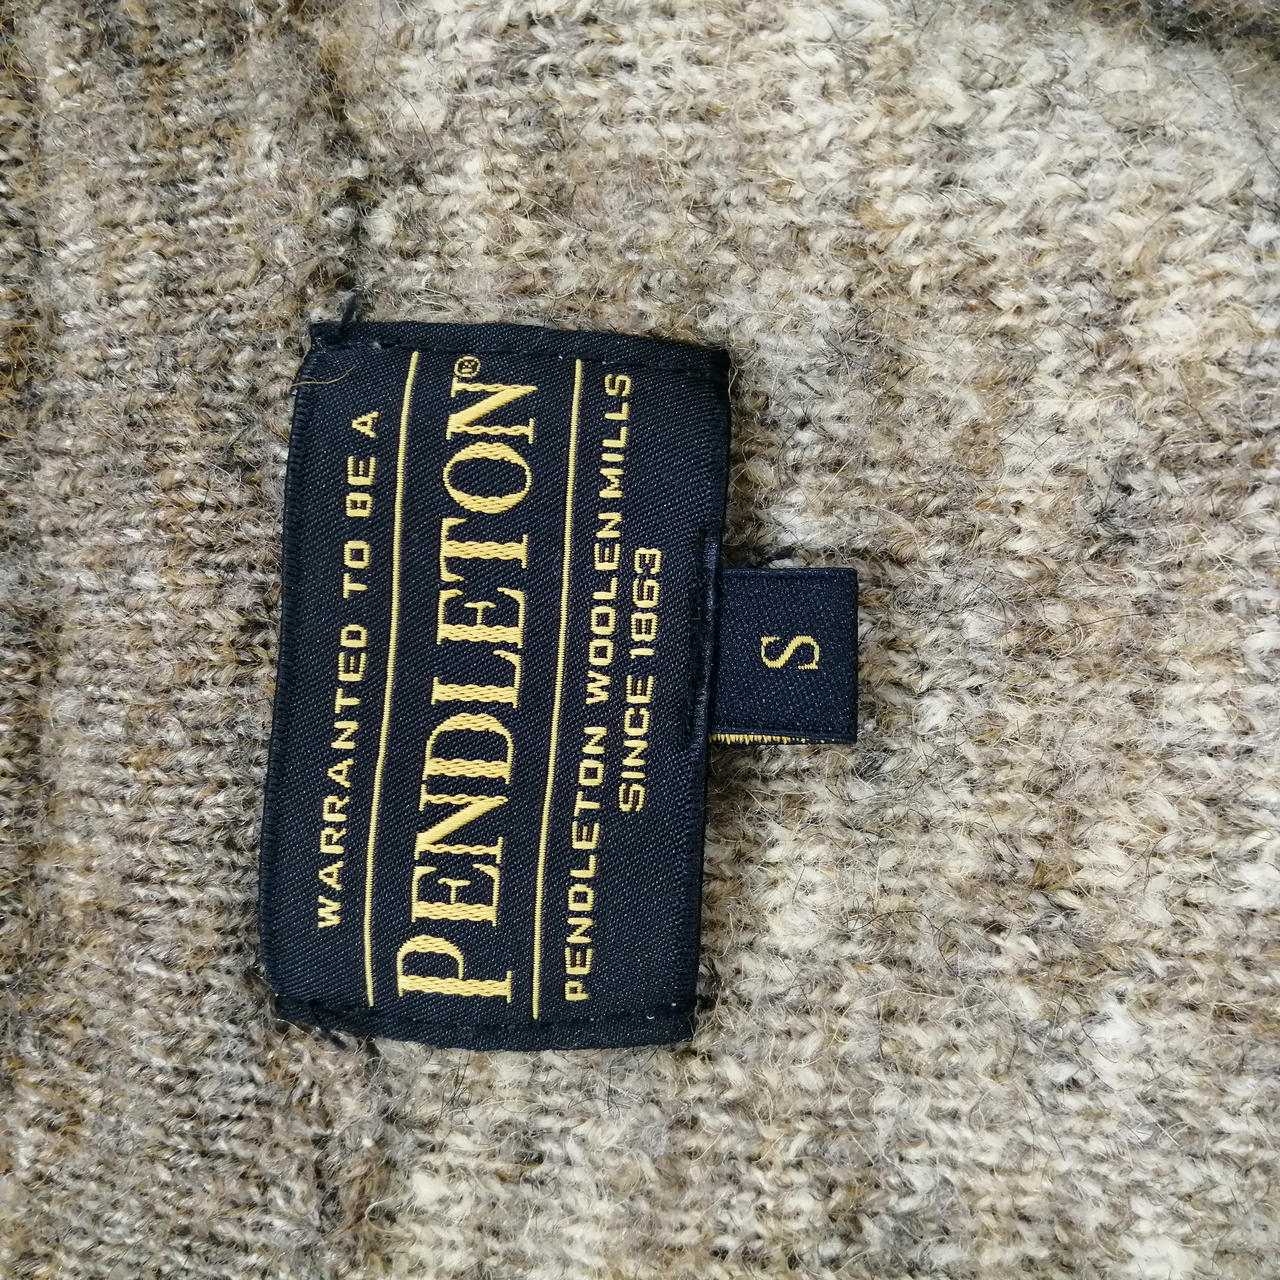 WARRANTED TO BE A
PENDLETON®
PENDLETON WOOLEN MILLS
SINCE 1863
S